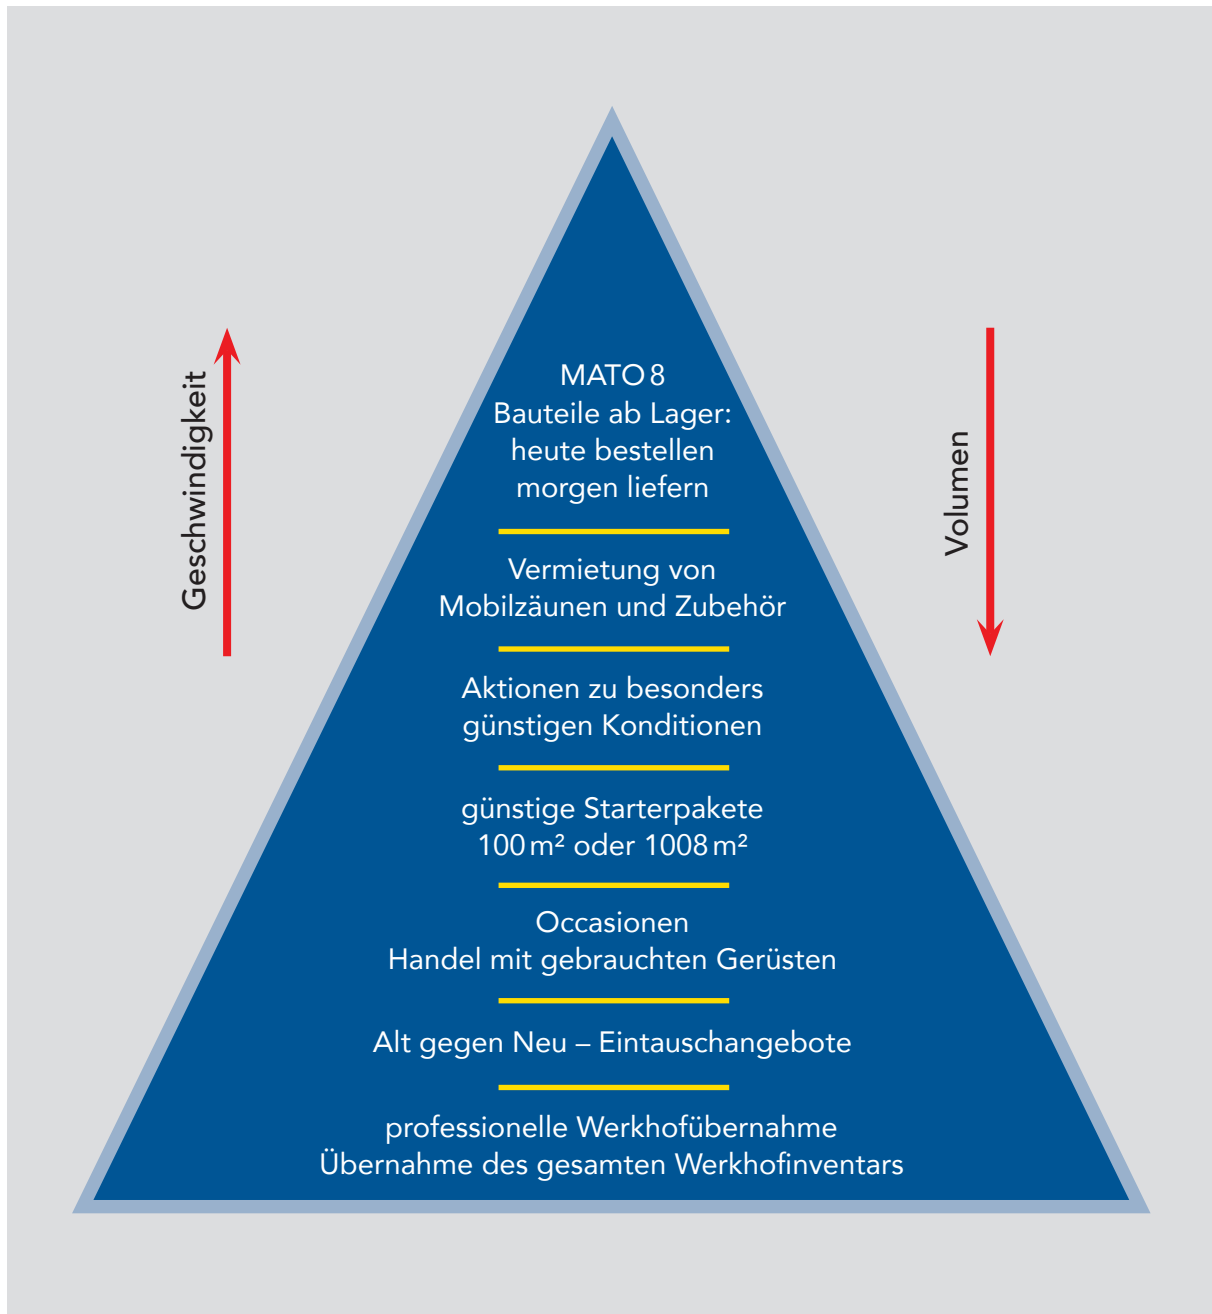 MATO 8
Bauteile ab Lager:
heute bestellen
morgen liefern
Vermietung von
Mobilzäunen und Zubehör
Aktionen zu besonders
günstigen Konditionen
günstige Starterpakete
100 m² oder 1008 m²
Occasionen
Handel mit gebrauchten Gerüsten
Alt gegen Neu – Eintauschangebote
professionelle Werkhofübernahme
Übernahme des gesamten Werkhofinventars
Geschwindigkeit
Volumen